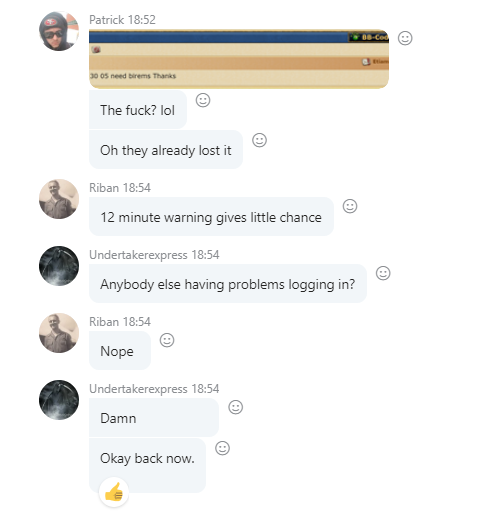 Patrick 18:52
BB-Cod
30 05 need birems Thanks
The fuck? lol
Oh they already lost it
Riban 18:54
12 minute warning gives little chance
Undertakerexpress 18:54
Anybody else having problems logging in?
Riban 18:54
Nope
Undertakerexpress 18:54
Damn
Okay back now.